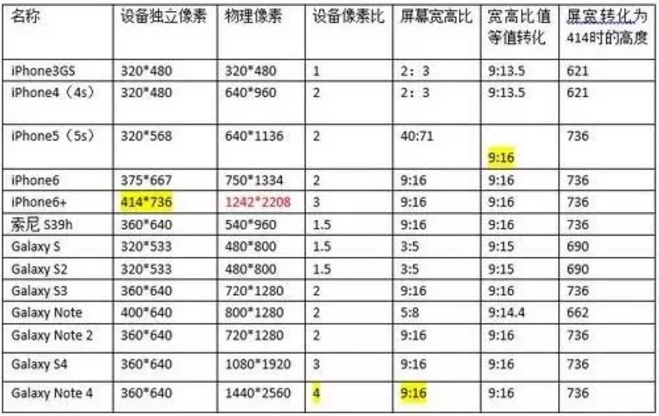 名称 设备独立像素 物理像素 设备像素比 屏幕宽高比 宽高比值等值转化 屏宽转化为414时的高度
iPhone3GS 320*480 320*480 1 2：3 9:13.5 621
iPhone4（4s） 320*480 640*960 2 2：3 9:13.5 621
iPhone5（5s） 320*568 640*1136 2 40:71 9:16 736
iPhone6 375*667 750*1334 2 9:16 9:16 736
iPhone6+ 414*736 1242*2208 3 9:16 9:16 736
索尼 S39h 360*640 540*960 1.5 9:16 9:16 736
Galaxy S 320*533 480*800 1.5 3:5 9:15 690
Galaxy S2 320*533 480*800 1.5 3:5 9:15 690
Galaxy S3 360*640 720*1280 2 9:16 9:16 736
Galaxy Note 400*640 800*1280 2 5:8 9:14.4 662
Galaxy Note 2 360*640 720*1280 2 9:16 9:16 736
Galaxy S4 360*640 1080*1920 3 9:16 9:16 736
Galaxy Note 4 360*640 1440*2560 4 9:16 9:16 736